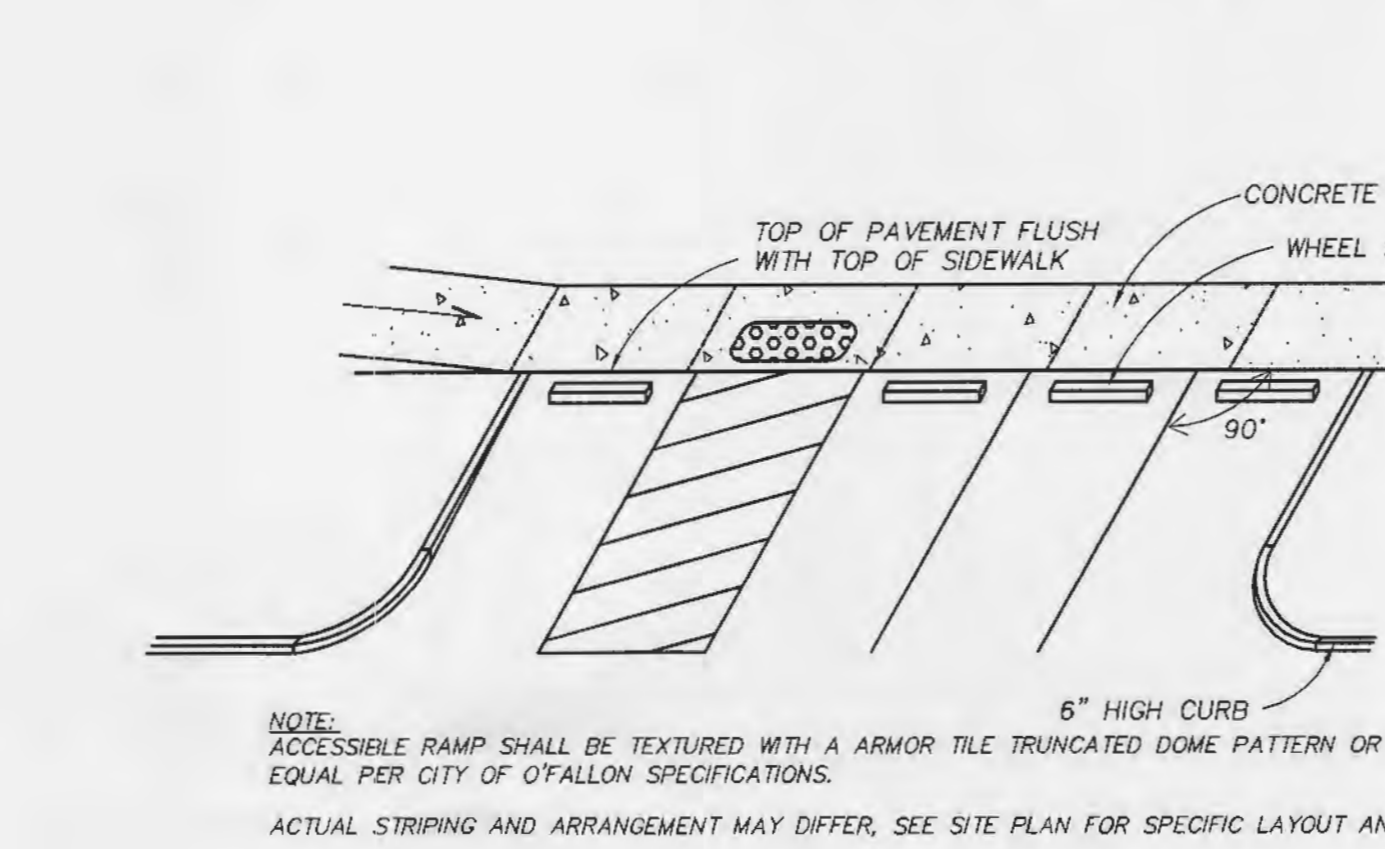 CONCRETE
TOP OF PAVEMENT FLUSH
WITH TOP OF SIDEWALK
WHEEL
90°
6" HIGH CURB
NOTE:
ACCESSIBLE RAMP SHALL BE TEXTURED WITH A ARMOR TILE TRUNCATED DOME PATTERN OR
EQUAL PER CITY OF O'FALLON SPECIFICATIONS.
ACTUAL STRIPING AND ARRANGEMENT MAY DIFFER, SEE SITE PLAN FOR SPECIFIC LAYOUT